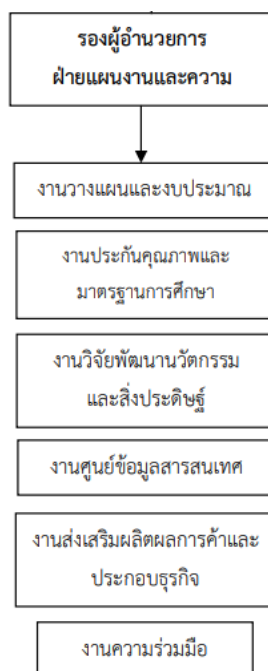 รองผู้อำนวยการ
ฝ่ายแผนงานและความ
งานวางแผนและงบประมาณ
งานประกันคุณภาพและ
มาตรฐานการศึกษา
งานวิจัยพัฒนานวัตกรรม
และสิ่งประดิษฐ์
งานศูนย์ข้อมูลสารสนเทศ
งานส่งเสริมผลิตผลการค้าและ
ประกอบธุรกิจ
งานความร่วมมือ